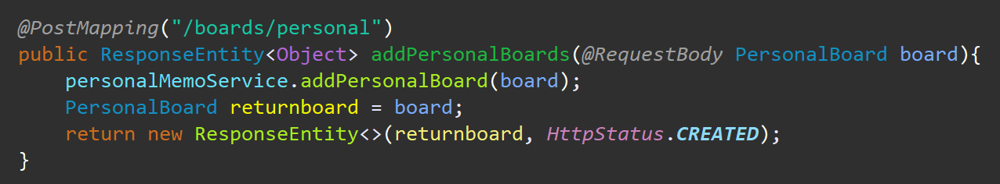 @PostMapping("/boards/personal")
public ResponseEntity<Object> addPersonalBoards(@RequestBody PersonalBoard board){
    personalMemoService.addPersonalBoard(board);
    PersonalBoard returnboard = board;
    return new ResponseEntity<>(returnboard, HttpStatus.CREATED);
}